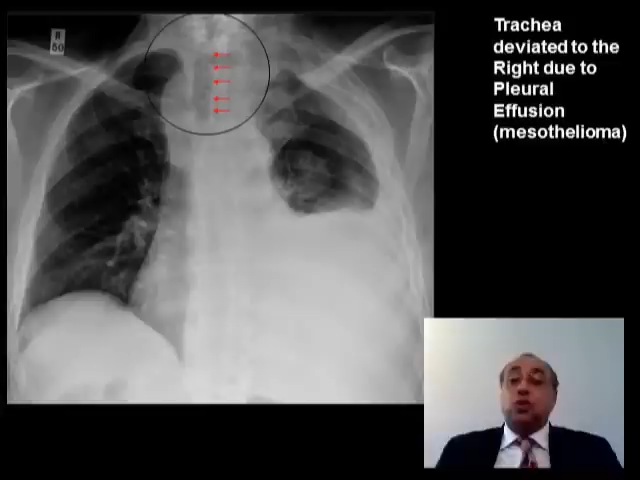 Trachea
deviated to the
Right due to
Pleural
Effusion
(mesothelioma)
R